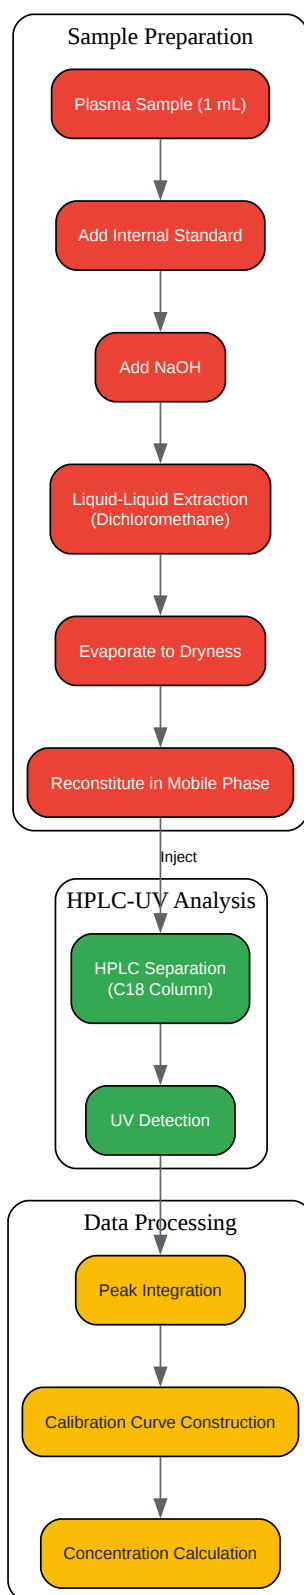 Sample Preparation
Plasma Sample (1 mL)
Add Internal Standard
Add NaOH
Liquid-Liquid Extraction
(Dichloromethane)
Evaporate to Dryness
Reconstitute in Mobile Phase
Inject
HPLC-UV Analysis
HPLC Separation
(C18 Column)
UV Detection
Data Processing
Peak Integration
Calibration Curve Construction
Concentration Calculation